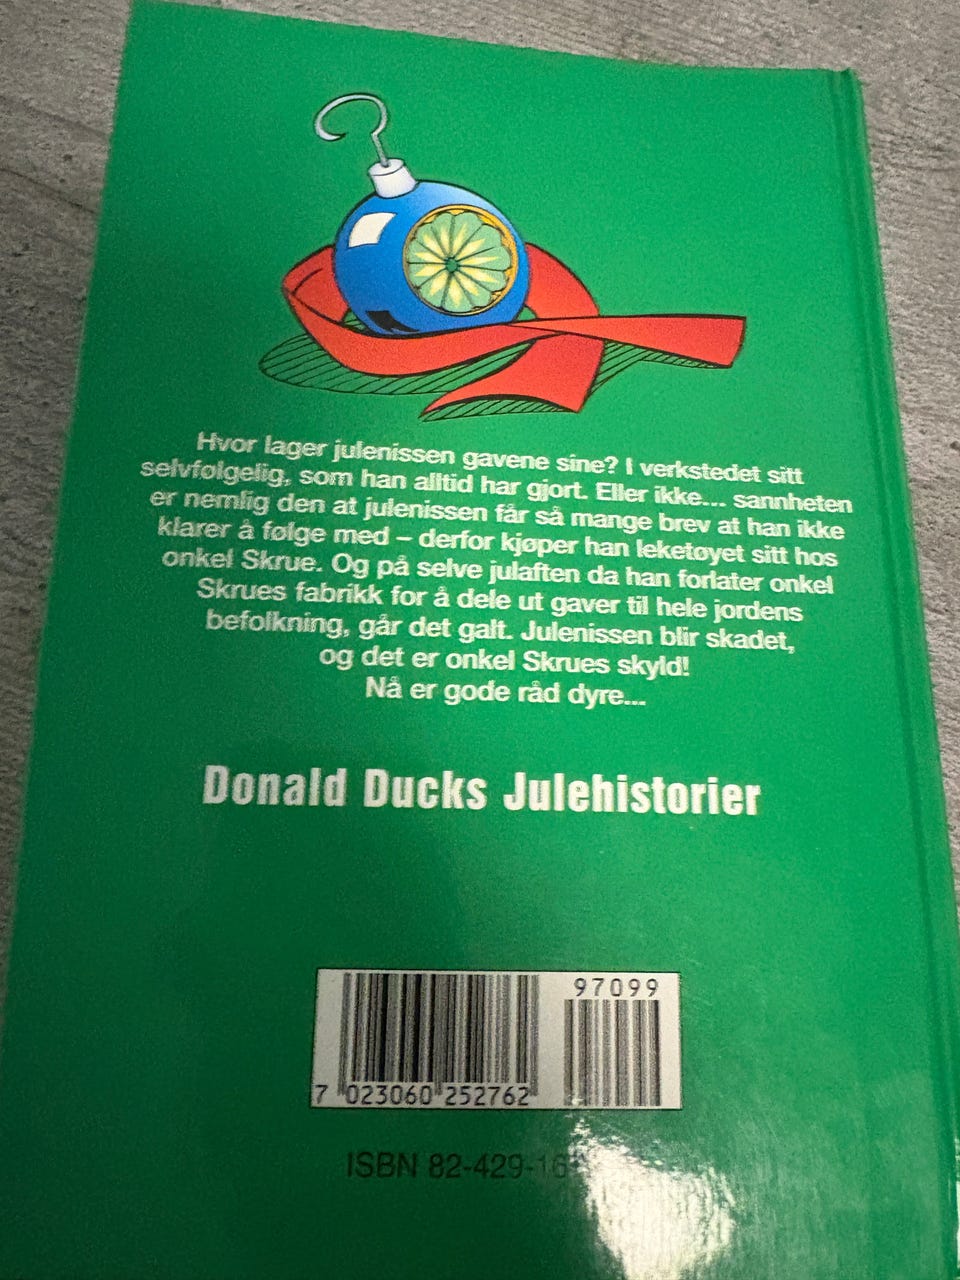 Hvor lager julenissen gavene sine? I verkstedet sitt
selvfølgelig, som han alltid har gjort. Eller ikke... sannheten
er nemlig den at julenissen får så mange brev at han ikke
klarer å følge med – derfor kjøper han leketøyet sitt hos
onkel Skrue. Og på selve julaften da han forlater onkel
Skrues fabrikk for å dele ut gaver til hele jordens
befolkning, går det galt. Julenissen blir skadet,
og det er onkel Skrues skyld!
Nå er gode råd dyre...
Donald Ducks Julehistorier
97099
7 023060 252762
ISBN 82-429-16